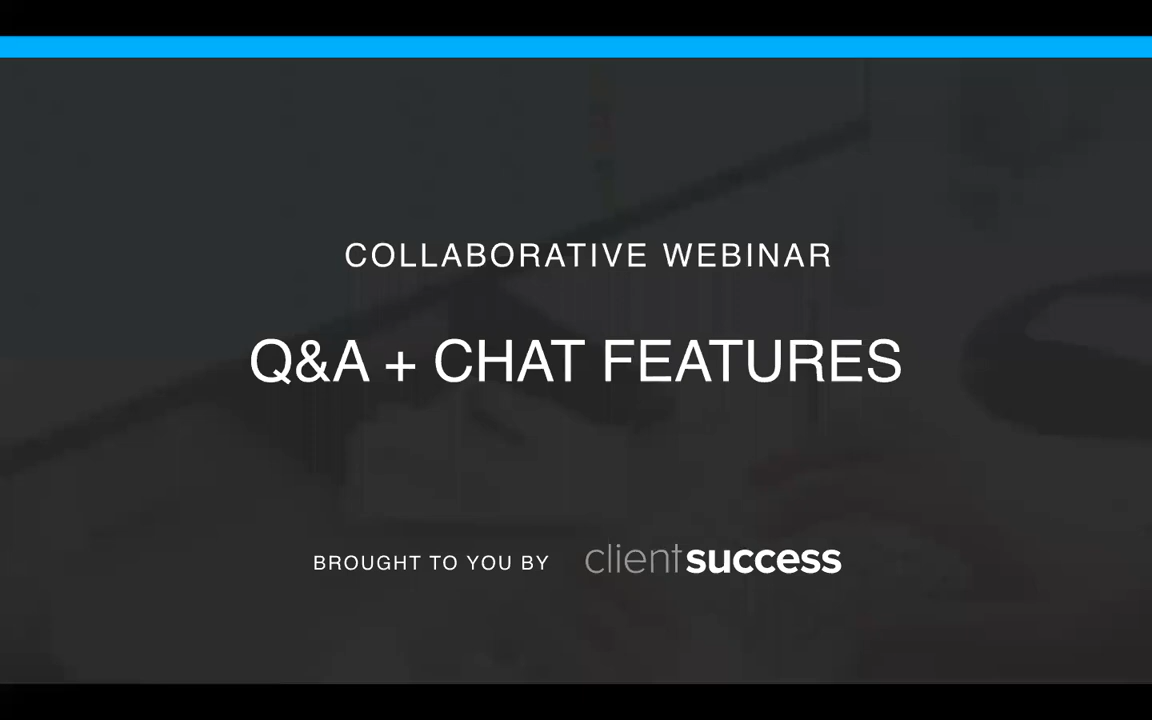 COLLABORATIVE WEBINAR
Q&A + CHAT FEATURES
BROUGHT TO YOU BY clientsuccess